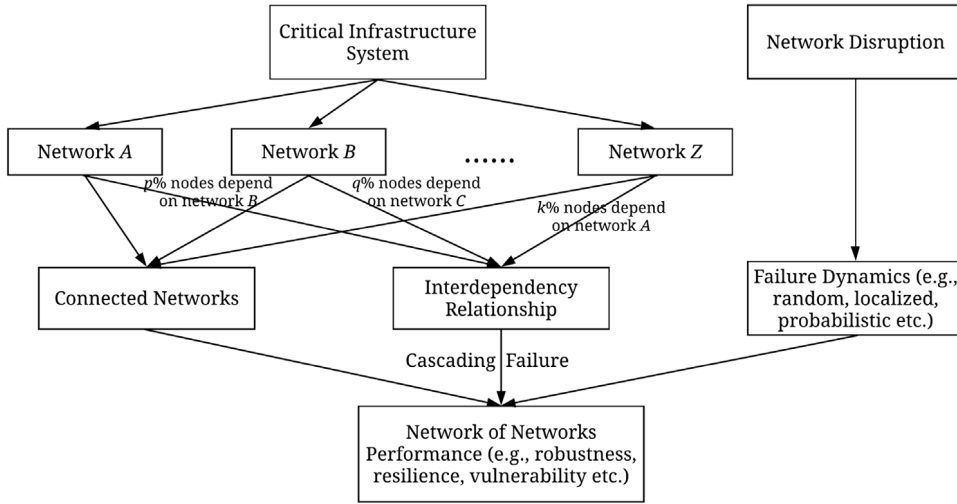 Critical Infrastructure
System
Network Disruption
Network A
Network B
......
Network Z
p% nodes depend
on network B
q% nodes depend
on network C
k% nodes depend
on network A
Connected Networks
Interdependency
Relationship
Failure Dynamics (e.g.,
random, localized,
probabilistic etc.)
Cascading Failure
Network of Networks
Performance (e.g., robustness,
resilience, vulnerability etc.)